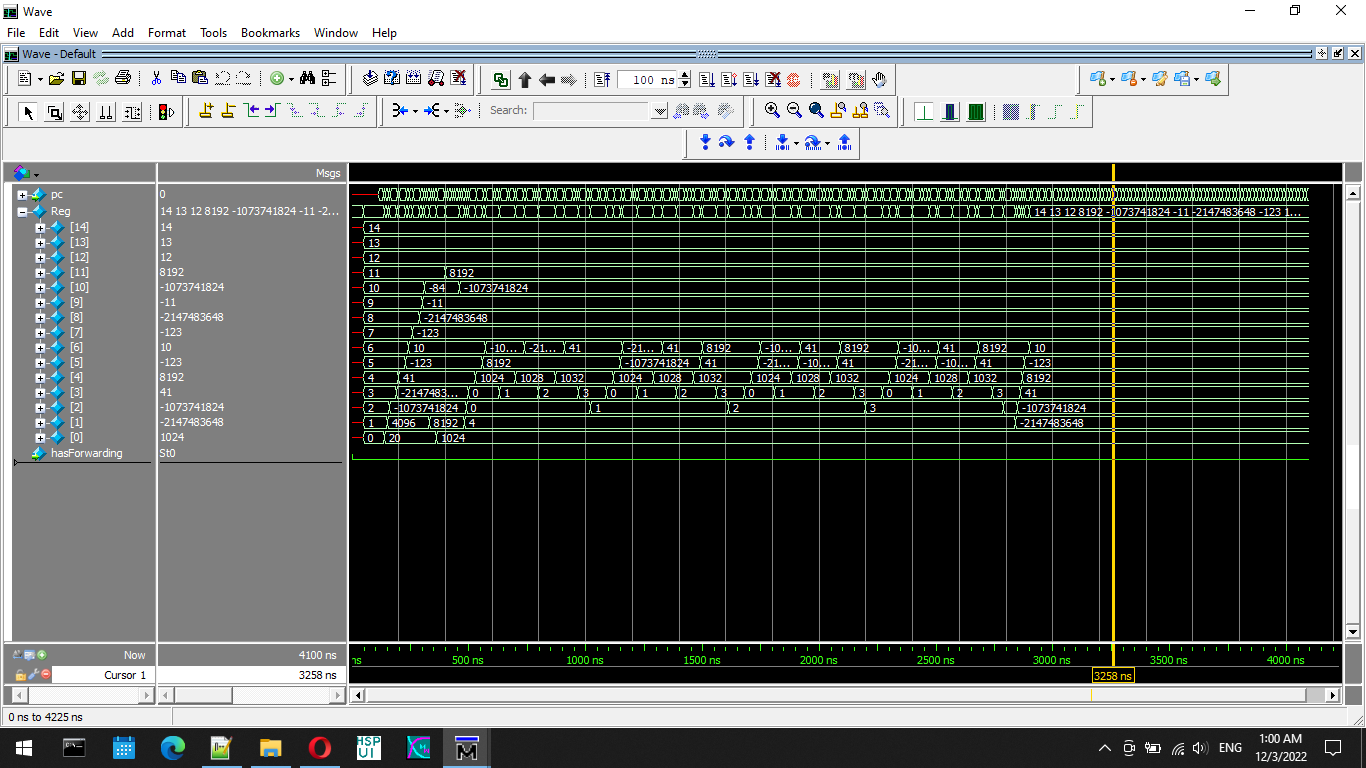 Wave
File Edit View Add Format Tools Bookmarks Window Help
Wave - Default
100 ns
Search:
Msgs
pc 0
Reg 14 13 12 8192 -1073741824 -11 -2... 14 13 12 8192 -1073741824 -11 -2147483648 -123 1...
[14] 14 14
[13] 13 13
[12] 12 12
[11] 8192 11 8192
[10] -1073741824 10 -84 -1073741824
[9] -11 9 -11
[8] -2147483648 8 -2147483648
[7] -123 7 -123
[6] 10 6 10 -10... -21... 41 -21... 41 8192 -10... 41 8192 -10... 41 8192 10
[5] -123 5 -123 8192 -1073741824 41 -21... -10... 41 -21... -10... 41 -123
[4] 8192 4 41 1024 1028 1032 1024 1028 1032 1024 1028 1032 1024 1028 1032 8192
[3] 41 3 -2147483... 0 1 2 3 0 1 2 3 0 1 2 3 0 1 2 3 41
[2] -1073741824 2 -1073741824 0 1 2 3 -1073741824
[1] -2147483648 1 4096 8192 4 -2147483648
[0] 1024 0 20 1024
hasForwarding St0
Now 4100 ns
ns 500 ns 1000 ns 1500 ns 2000 ns 2500 ns 3000 ns 3500 ns 4000 ns
Cursor 1 3258 ns 3258 ns
0 ns to 4225 ns
HSP
UI
M
ENG
1:00 AM
12/3/2022